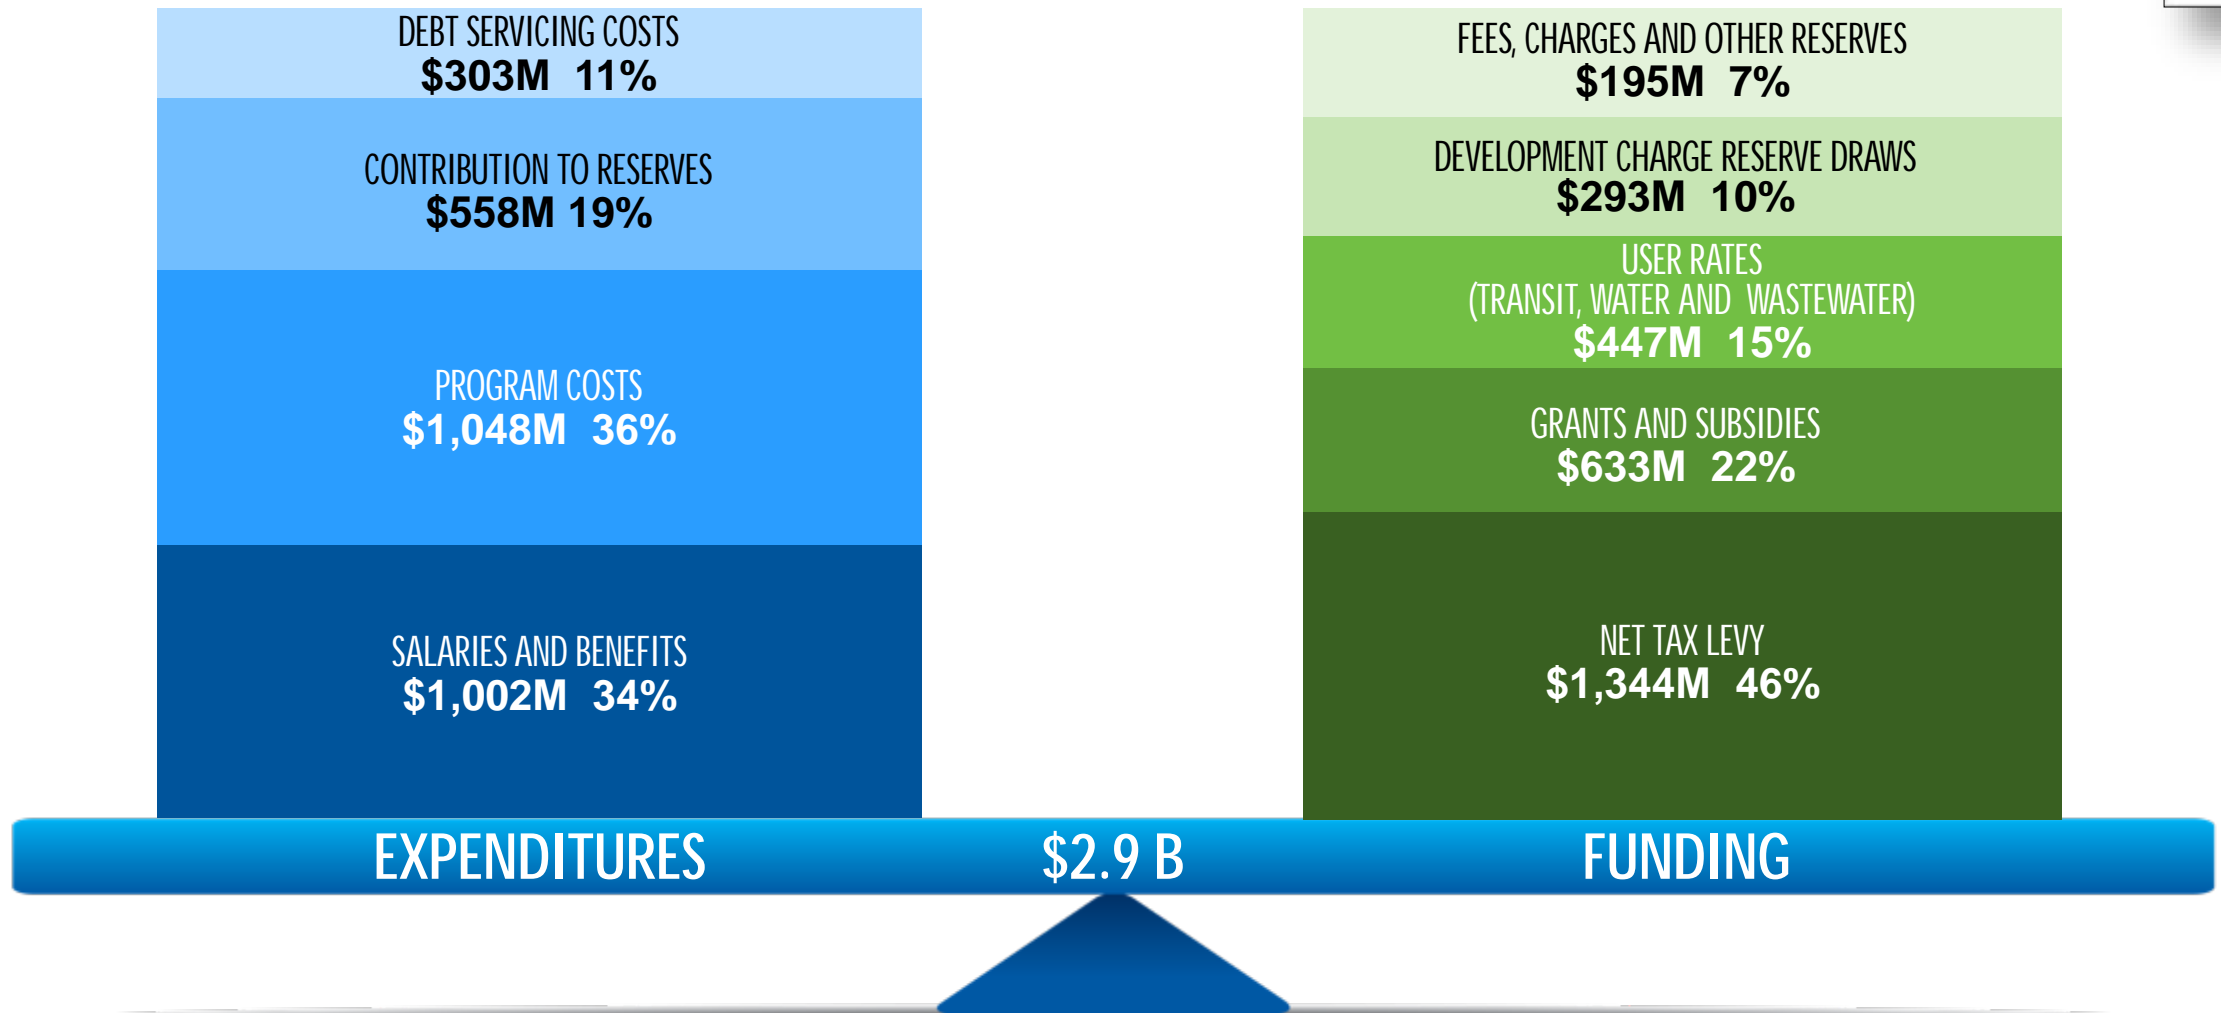 DEBT SERVICING COSTS
$303M 11%
CONTRIBUTION TO RESERVES
$558M 19%
PROGRAM COSTS
$1,048M 36%
SALARIES AND BENEFITS
$1,002M 34%
FEES, CHARGES AND OTHER RESERVES
$195M 7%
DEVELOPMENT CHARGE RESERVE DRAWS
$293M 10%
USER RATES
(TRANSIT, WATER AND WASTEWATER)
$447M 15%
GRANTS AND SUBSIDIES
$633M 22%
NET TAX LEVY
$1,344M 46%
EXPENDITURES $2.9 B FUNDING